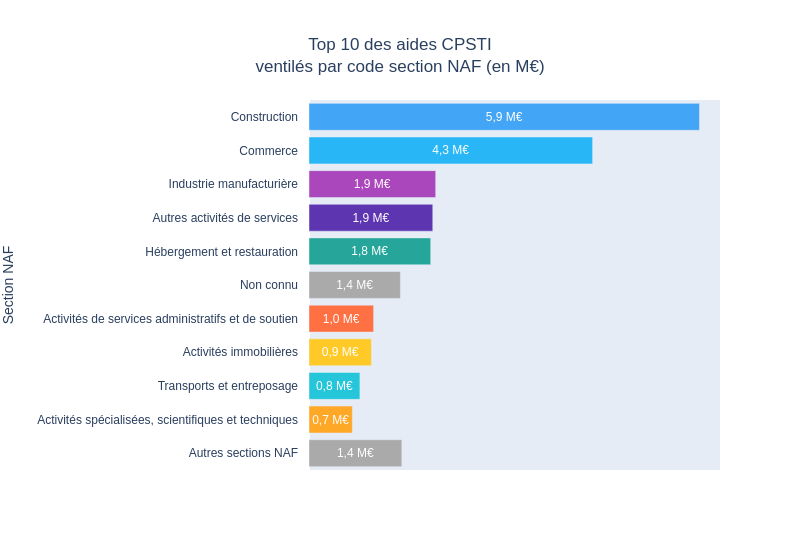 Top 10 des aides CPSTI
ventilés par code section NAF (en M€)
Section NAF
Construction 5,9 M€
Commerce 4,3 M€
Industrie manufacturière 1,9 M€
Autres activités de services 1,9 M€
Hébergement et restauration 1,8 M€
Non connu 1,4 M€
Activités de services administratifs et de soutien 1,0 M€
Activités immobilières 0,9 M€
Transports et entreposage 0,8 M€
Activités spécialisées, scientifiques et techniques 0,7 M€
Autres sections NAF 1,4 M€